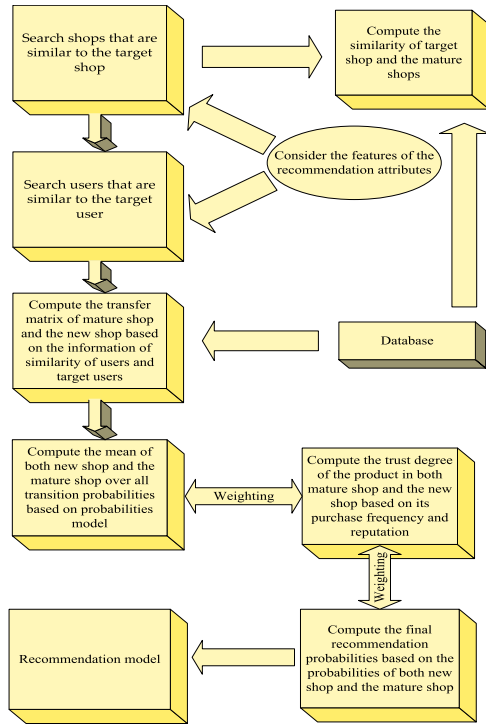 Search shops that are
similar to the target
shop
Compute the
similarity of target
shop and the mature
shops
Consider the features of the
recommendation attributes
Search users that are
similar to the target
user
Compute the transfer
matrix of mature shop
and the new shop based
on the information of
similarity of users and
target users
Database
Compute the mean of
both new shop and the
mature shop over all
transition probabilities
based on probabilities
model
Weighting
Compute the trust degree
of the product in both
mature shop and the new
shop based on its
purchase frequency and
reputation
Weighting
Recommendation model
Compute the final
recommendation
probabilities based on the
probabilities of both new
shop and the mature shop